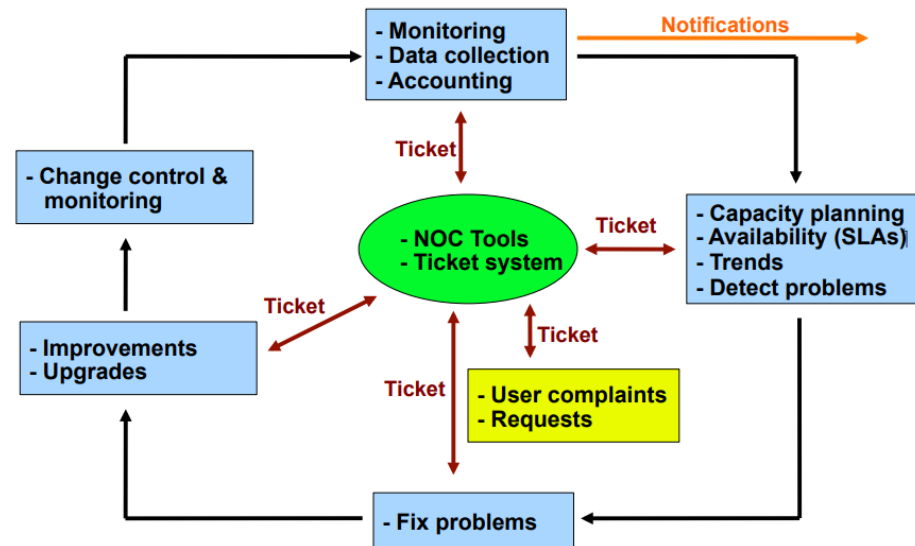 Notifications
- Monitoring
- Data collection
- Accounting
Ticket
- Change control &
monitoring
- NOC Tools
- Ticket system
Ticket
- Capacity planning
- Availability (SLAs)
- Trends
- Detect problems
Ticket
- Improvements
- Upgrades
Ticket
Ticket
- User complaints
- Requests
- Fix problems